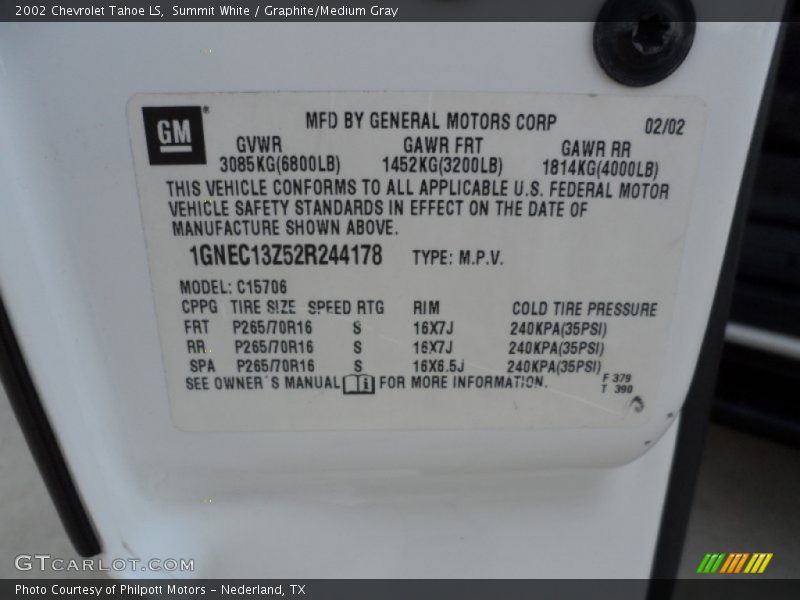 2002 Chevrolet Tahoe LS, Summit White / Graphite/Medium Gray
GM
MFD BY GENERAL MOTORS CORP 02/02
GVWR GAWR FRT GAWR RR
3085KG(6800LB) 1452KG(3200LB) 1814KG(4000LB)
THIS VEHICLE CONFORMS TO ALL APPLICABLE U.S. FEDERAL MOTOR
VEHICLE SAFETY STANDARDS IN EFFECT ON THE DATE OF
MANUFACTURE SHOWN ABOVE.
1GNEC13Z52R244178 TYPE: M.P.V.
MODEL: C15706
CPPG TIRE SIZE SPEED RTG RIM COLD TIRE PRESSURE
FRT P265/70R16 S 16X7J 240KPA(35PSI)
RR P265/70R16 S 16X7J 240KPA(35PSI)
SPA P265/70R16 S 16X6.5J 240KPA(35PSI)
SEE OWNER'S MANUAL FOR MORE INFORMATION.
F 379
T 390
GTCARLOT.COM
Photo Courtesy of Philpott Motors - Nederland, TX